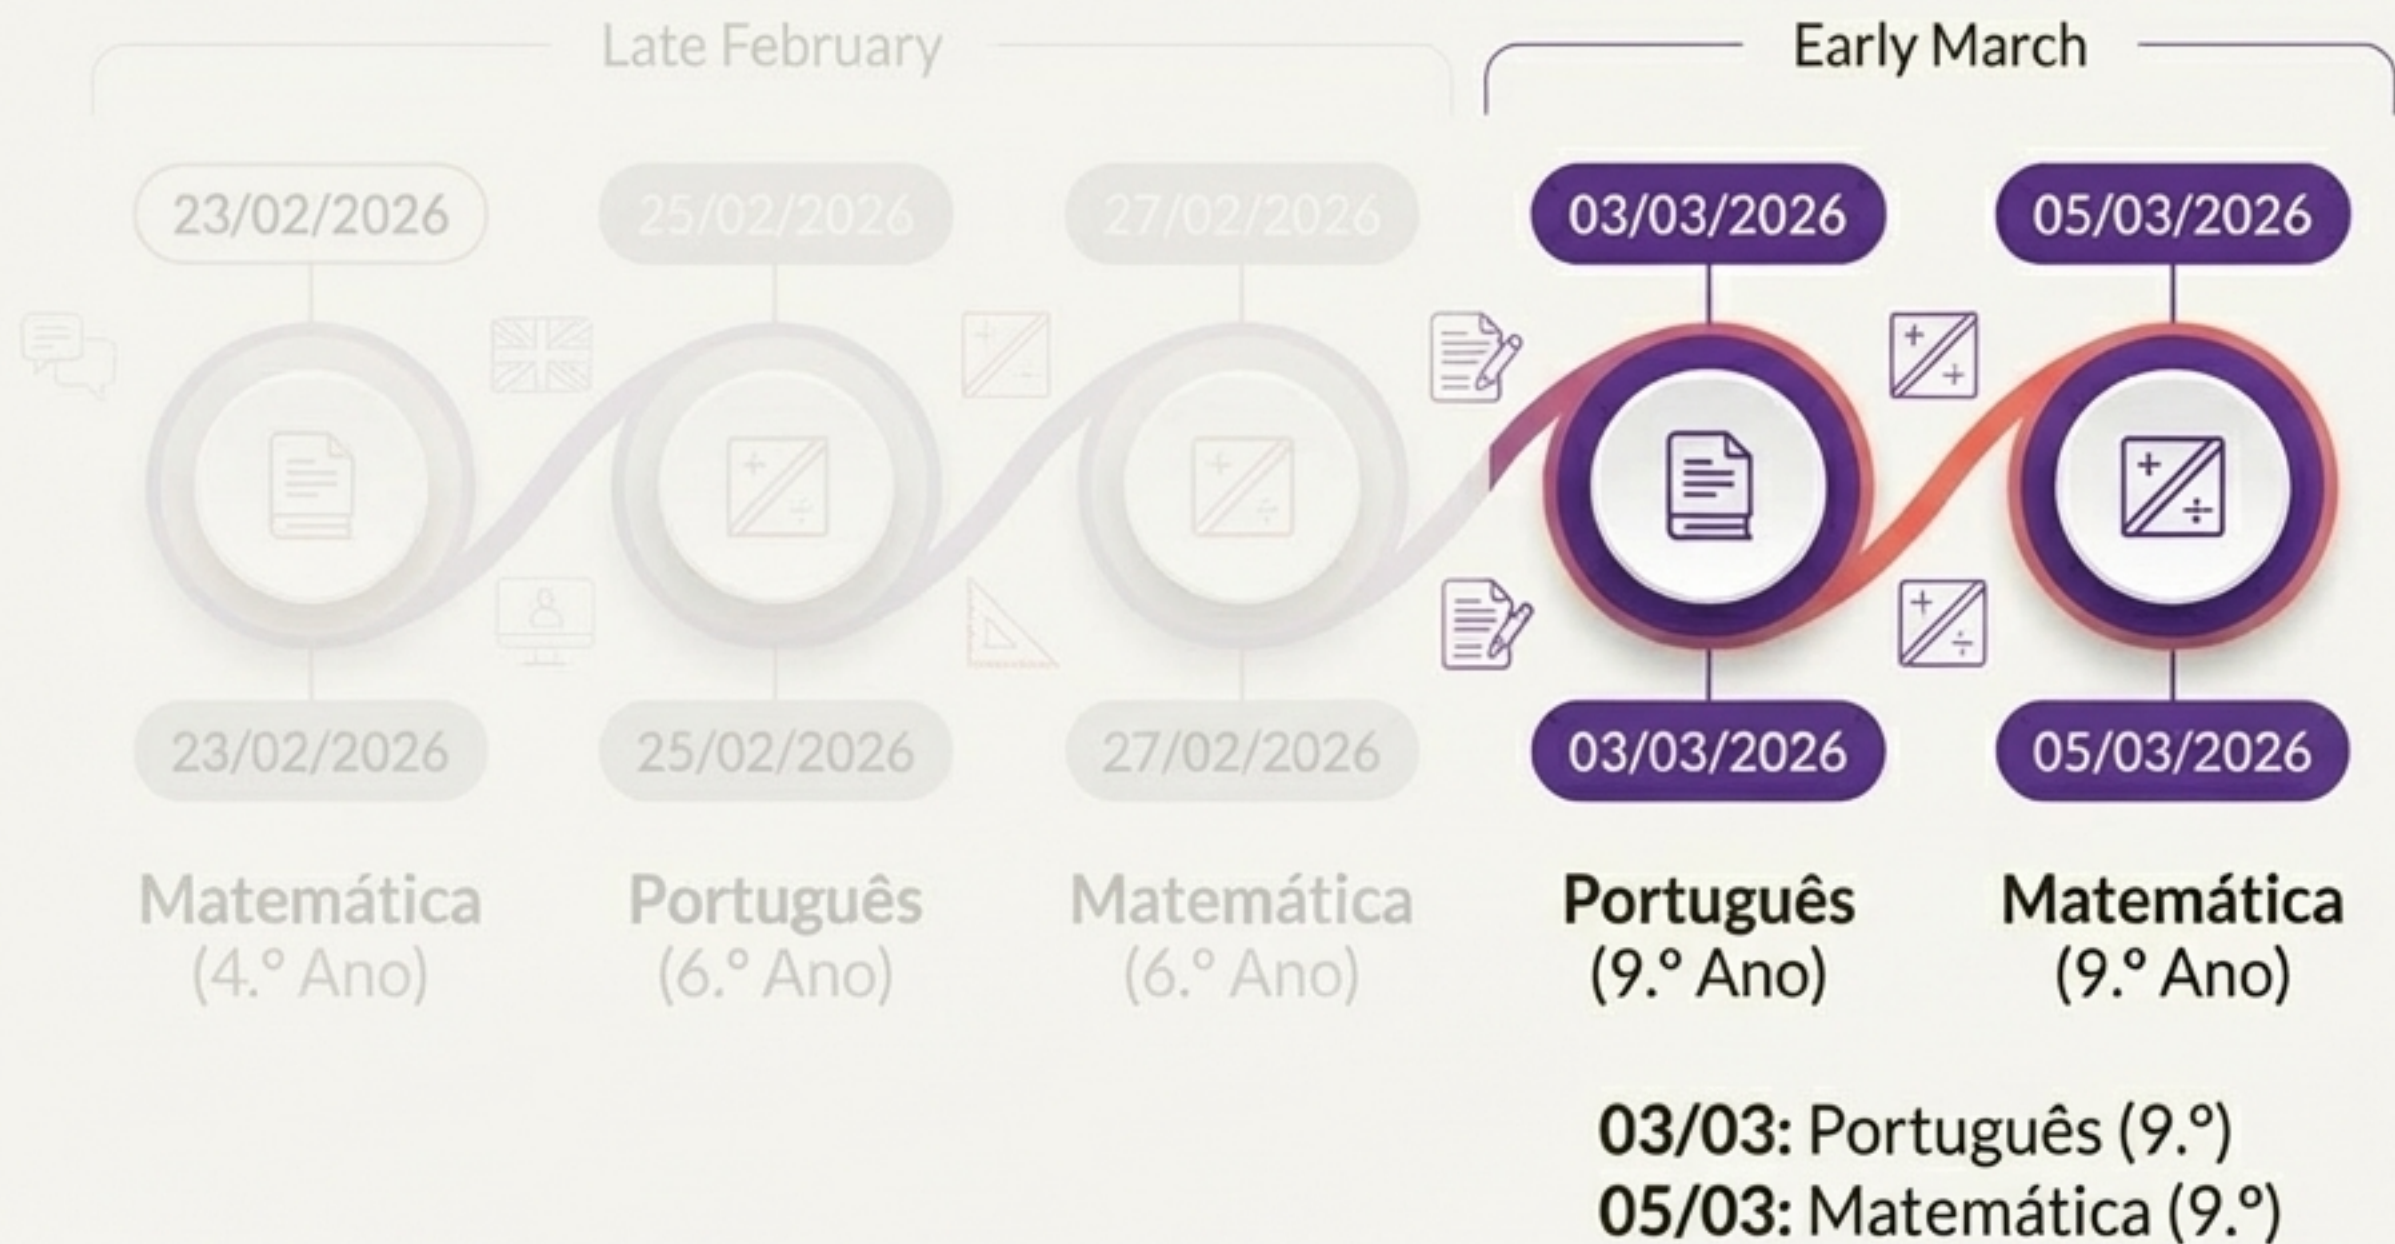 Late February
Early March
23/02/2026
25/02/2026
27/02/2026
03/03/2026
05/03/2026
23/02/2026
25/02/2026
27/02/2026
03/03/2026
05/03/2026
Matemática
(4.º Ano)
Português
(6.º Ano)
Matemática
(6.º Ano)
Português
(9.º Ano)
Matemática
(9.º Ano)
03/03: Português (9.º)
05/03: Matemática (9.º)